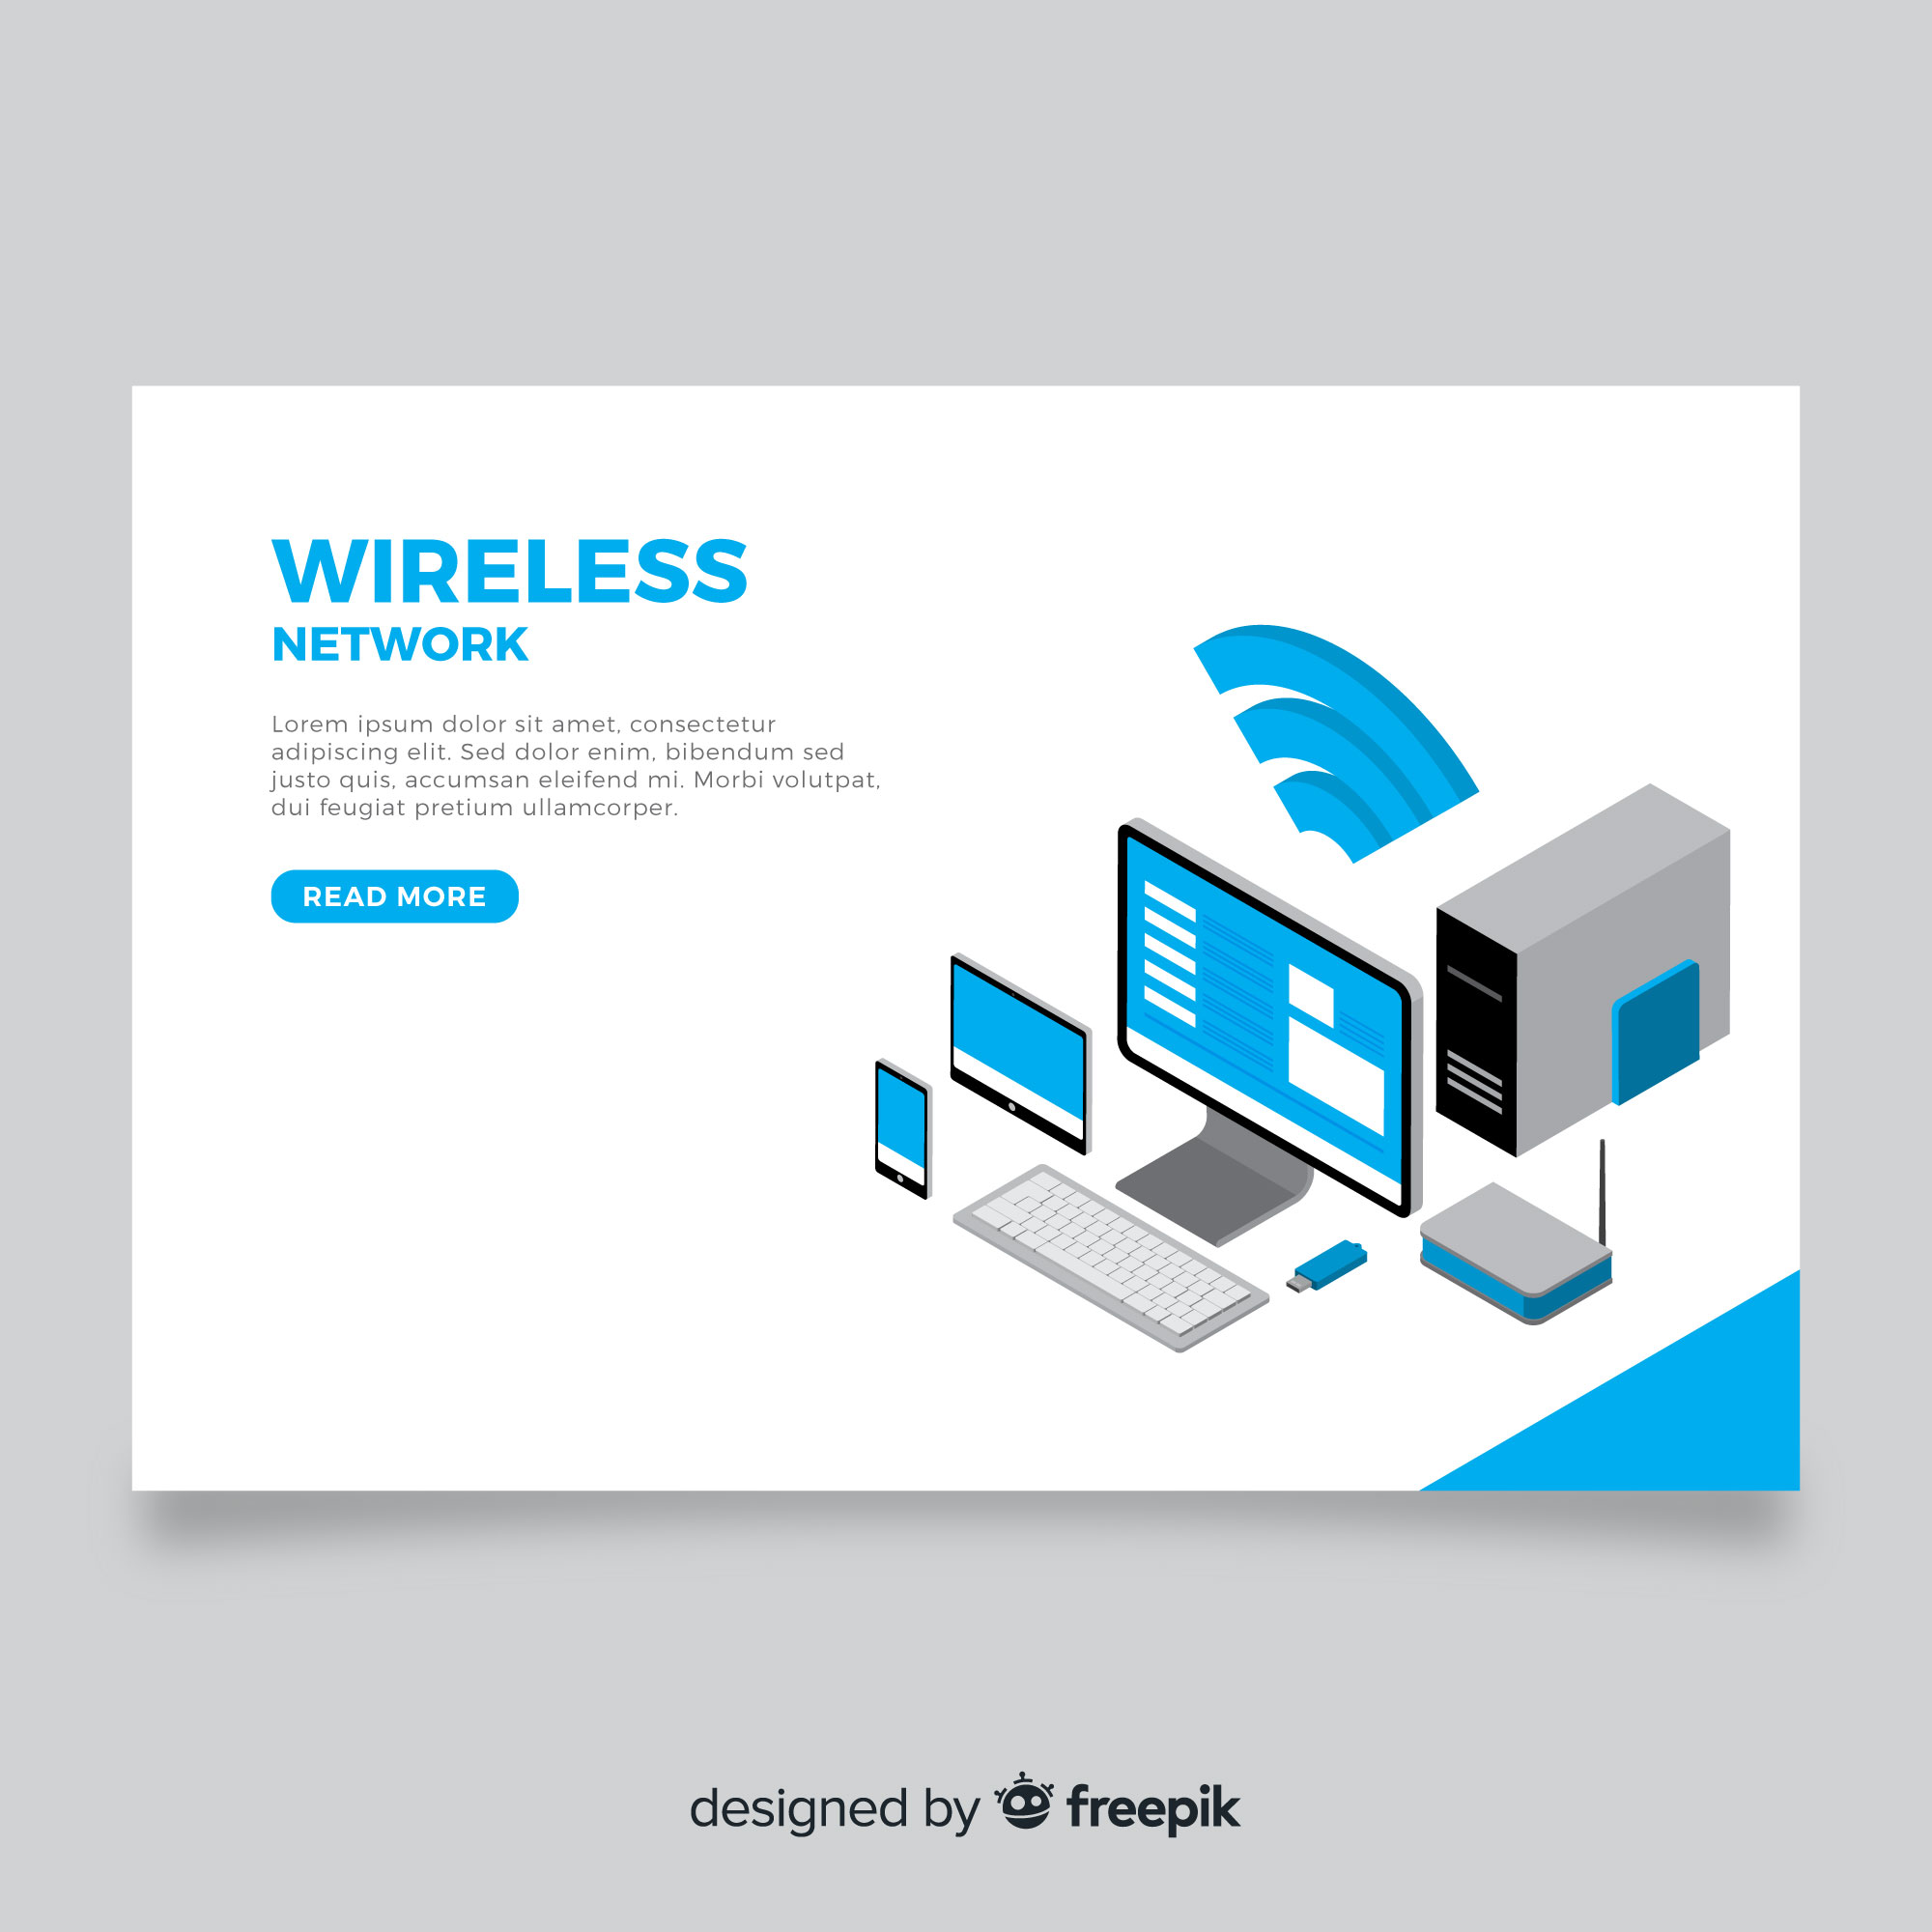 WIRELESS
NETWORK
Lorem ipsum dolor sit amet, consectetur
adipiscing elit. Sed dolor enim, bibendum sed
justo quis, accumsan eleifend mi. Morbi volutpat,
dui feugiat pretium ullamcorper.
READ MORE
designed by freepik